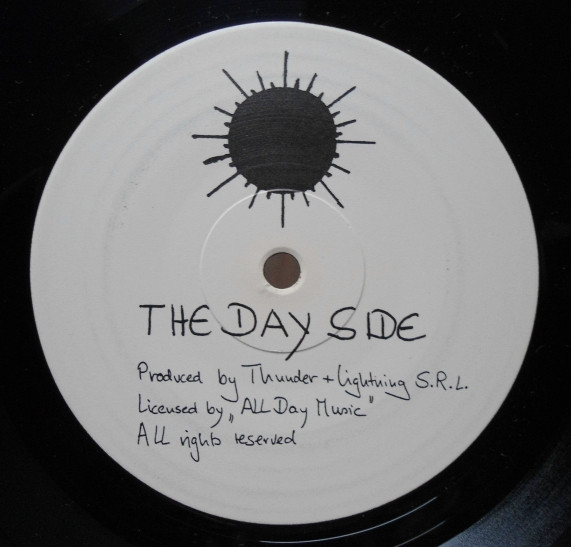 THE DAY SIDE
Produced by Thunder + Lightning S.R.L.
Licensed by „ALL Day Music"
ALL rights reserved